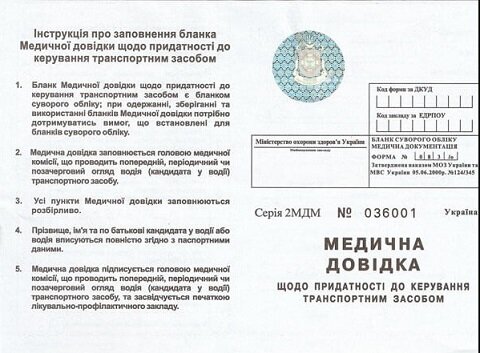 Інструкція про заповнення бланка
Медичної довідки щодо придатності до
керування транспортним засобом
1. Бланк Медичної довідки щодо придатності до
керування транспортним засобом є бланком
суворого обліку; при одержанні, зберіганні та
використанні бланків Медичної довідки потрібно
дотримуватись вимог, що встановлені для
бланків суворого обліку.
2. Медична довідка заповнюється головою медичної
комісії, що проводить попередній, періодичний чи
позачерговий огляд водія (кандидата у водії)
транспортного засобу.
3. Усі пункти Медичної довідки заповнюються
розбірливо.
4. Прізвище, ім'я та по батькові кандидата у водії або
водія вписуються повністю згідно з паспортними
даними.
5. Медична довідка підписується головою медичної
комісії, що проводить попередній, періодичний чи
позачерговий огляд водія (кандидата у водії)
транспортного засобу, та засвідчується печаткою
лікувально-профілактичного закладу.
Код форми за ДКУД
Код закладу за ЄДРПОУ
Міністерство охорони здоров'я України
Найменування закладу
БЛАНК СУВОРОГО ОБЛІКУ
МЕДИЧНА ДОКУМЕНТАЦІЯ
ФОРМА № 0 8 3 /о
Затверджена наказом МОЗ України та
МВС України 05.06.2000р. №124/345
Серія 2МДМ № 036001 Україна
МЕДИЧНА
ДОВІДКА
ЩОДО ПРИДАТНОСТІ ДО КЕРУВАННЯ
ТРАНСПОРТНИМ ЗАСОБОМ